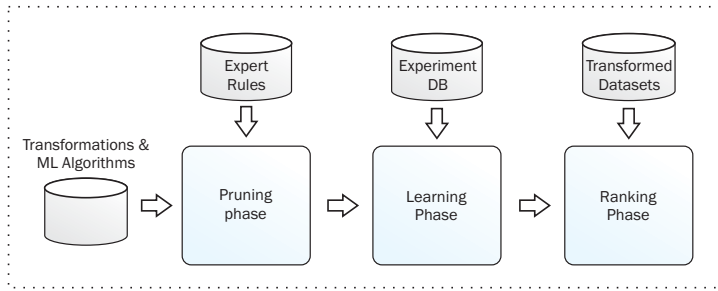 Expert
Rules
Experiment
DB
Transformed
Datasets
Transformations &
ML Algorithms
Pruning
phase
Learning
Phase
Ranking
Phase